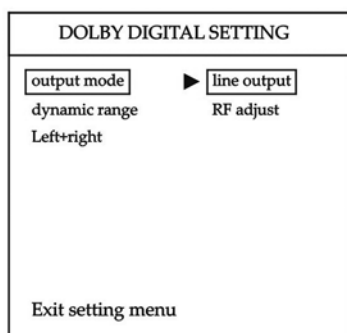 DOLBY DIGITAL SETTING
output mode ▶ line output
dynamic range RF adjust
Left+right
Exit setting menu